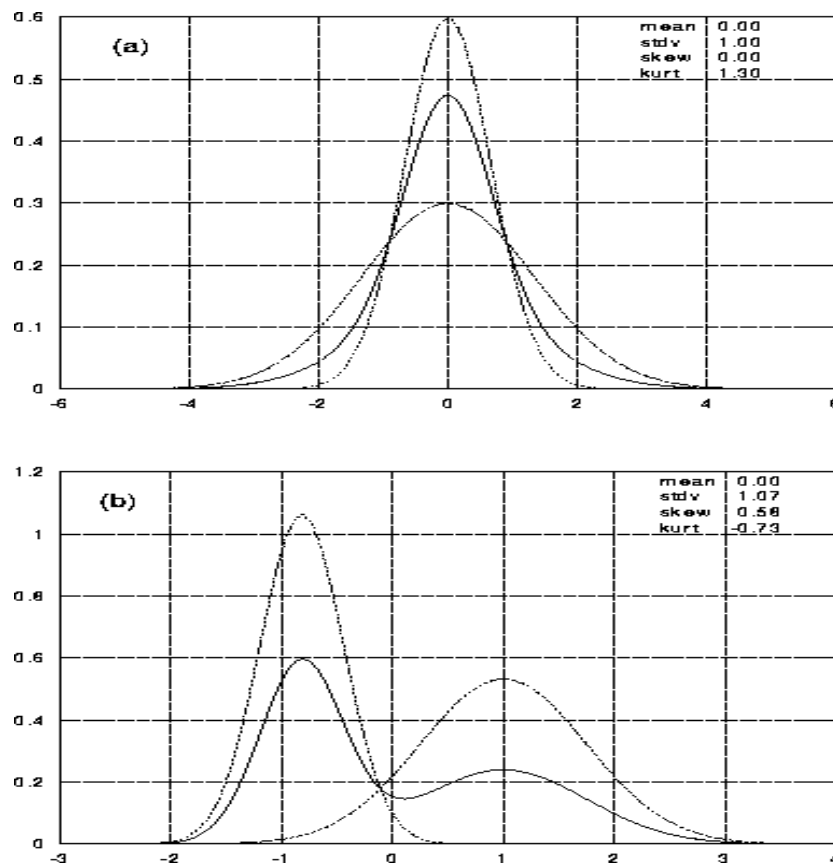 0.6
(a)
mean 0.00
stdv 1.00
skew 0.00
kurt 1.30
0.5
0.4
0.3
0.2
0.1
0
-6 -4 -2 0 2 4 6
1.2
(b)
mean 0.00
stdv 1.07
skew 0.58
kurt -0.73
1
0.8
0.6
0.4
0.2
0
-3 -2 -1 0 1 2 3 4